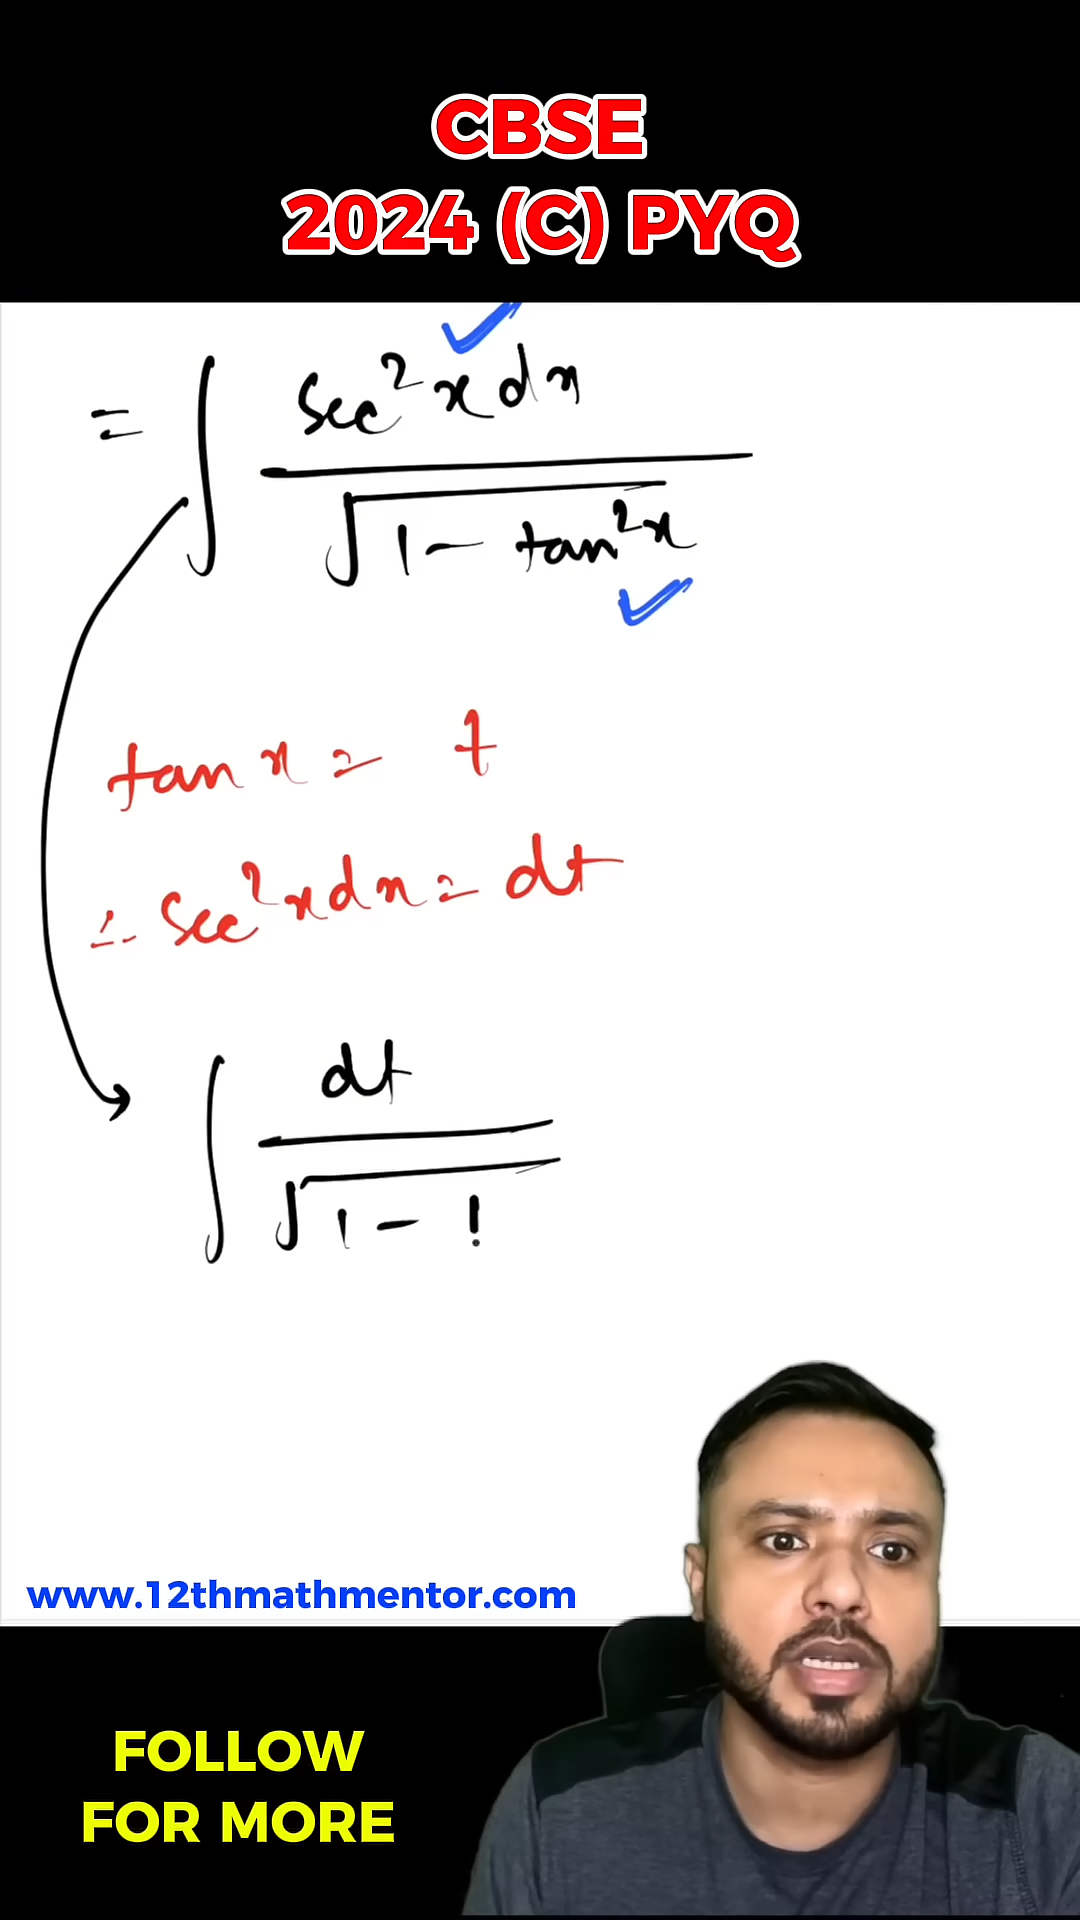 CBSE
2024 (C) PYQ
= ∫ sec²x dx
√1 - tan²x
tan x = t
∴ sec²x dx = dt
∫ dt
√1 - !
www.12thmathmentor.com
FOLLOW
FOR MORE